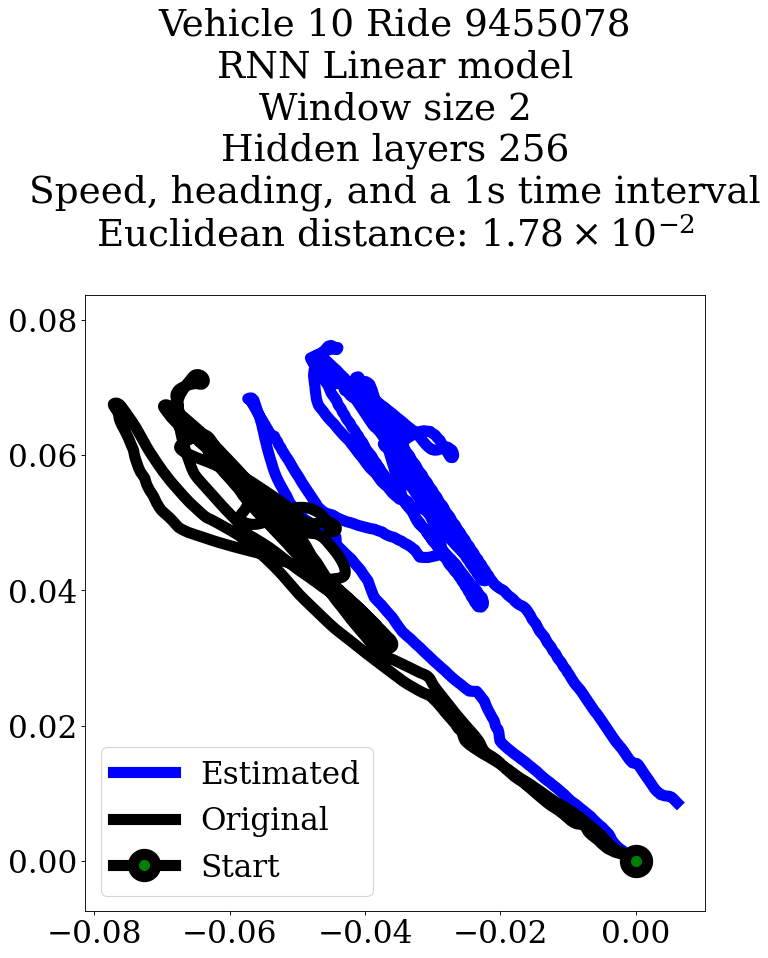 Vehicle 10 Ride 9455078
RNN Linear model
Window size 2
Hidden layers 256
Speed, heading, and a 1s time interval
Euclidean distance: 1.78 × 10⁻²
0.08
0.06
0.04
0.02
0.00
Estimated
Original
Start
−0.08 −0.06 −0.04 −0.02 0.00